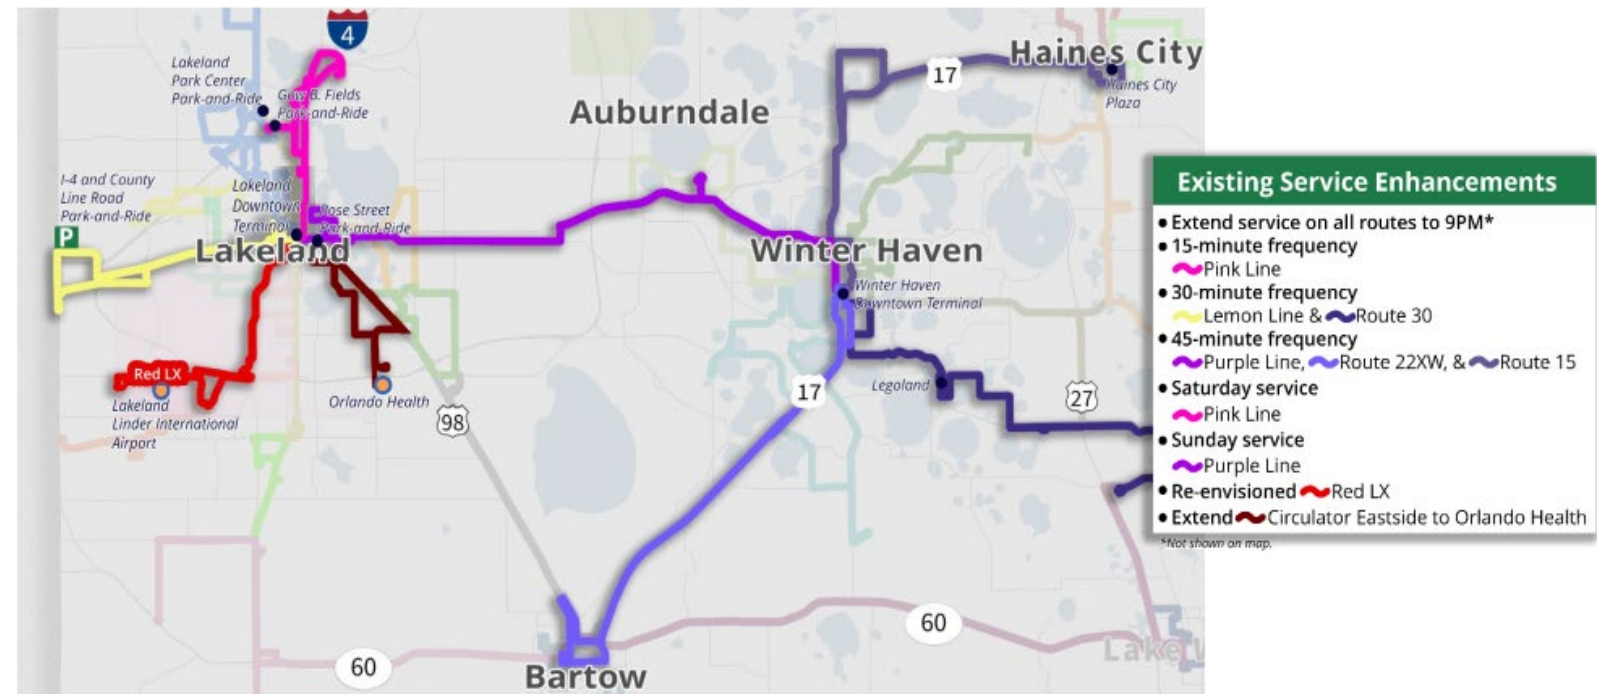 4
Haines City
17
Haines City
Plaza
Lakeland
Park Center
Park-and-Ride
Gow B. Fields
Park-and-Ride
Auburndale
I-4 and County
Line Road
Park-and-Ride
P
Lakeland
Downtown
Terminal
Rose Street
Park-and-Ride
Lakeland
Winter Haven
Winter Haven
Downtown Terminal
Existing Service Enhancements
• Extend service on all routes to 9PM*
• 15-minute frequency
Pink Line
• 30-minute frequency
Lemon Line & Route 30
• 45-minute frequency
Purple Line, Route 22XW, & Route 15
• Saturday service
Pink Line
• Sunday service
Purple Line
• Re-envisioned Red LX
• Extend Circulator Eastside to Orlando Health
*Not shown on map.
Red LX
Lakeland
Linder International
Airport
Orlando Health
98
17
Legoland
27
60
60
Bartow
Lake W